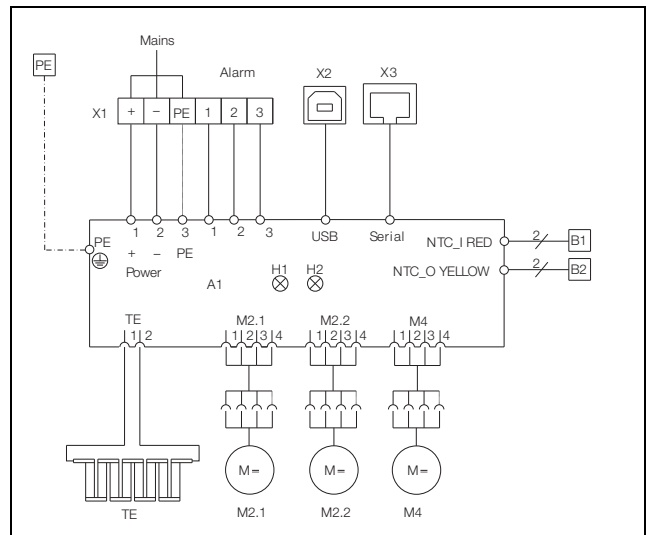 Mains
PE
Alarm
X2
X3
X1 + – PE 1 2 3
1 2 3 1 2 3
USB
Serial
PE
+ – PE
Power
NTC_I RED
2
B1
NTC_O YELLOW
2
B2
A1
H1 H2
TE
1 2
M2.1
1 2 3 4
M2.2
1 2 3 4
M4
1 2 3 4
M=
M=
M=
TE
M2.1
M2.2
M4